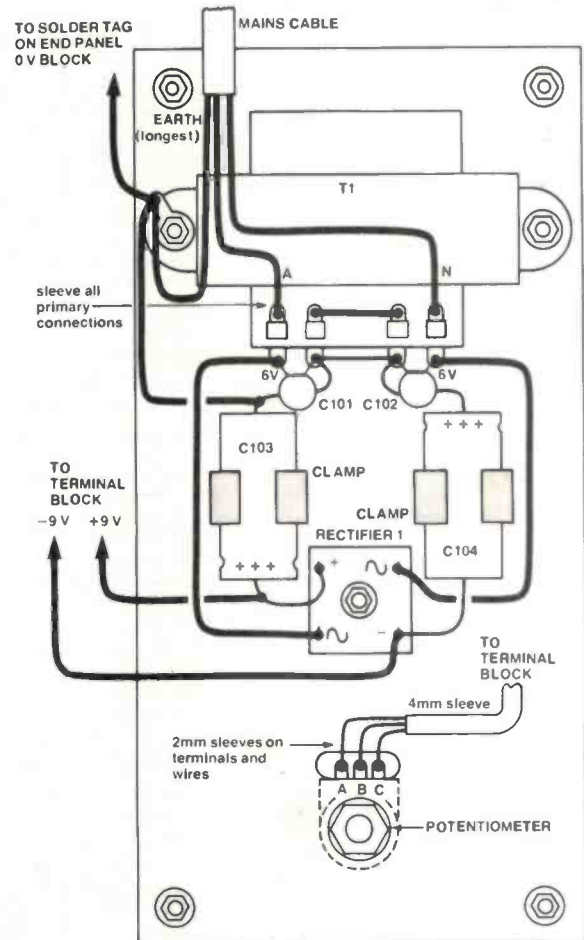 TO SOLDER TAG
ON END PANEL
0 V BLOCK
MAINS CABLE
EARTH
(longest)
T1
A
N
sleeve all
primary
connections
6V
6V
C101
C102
C103
+ + +
CLAMP
TO
TERMINAL
BLOCK
−9 V
+9 V
CLAMP
RECTIFIER 1
C104
+ + +
+
~
~
−
TO
TERMINAL
BLOCK
4mm sleeve
2mm sleeves on
terminals and
wires
A B C
POTENTIOMETER